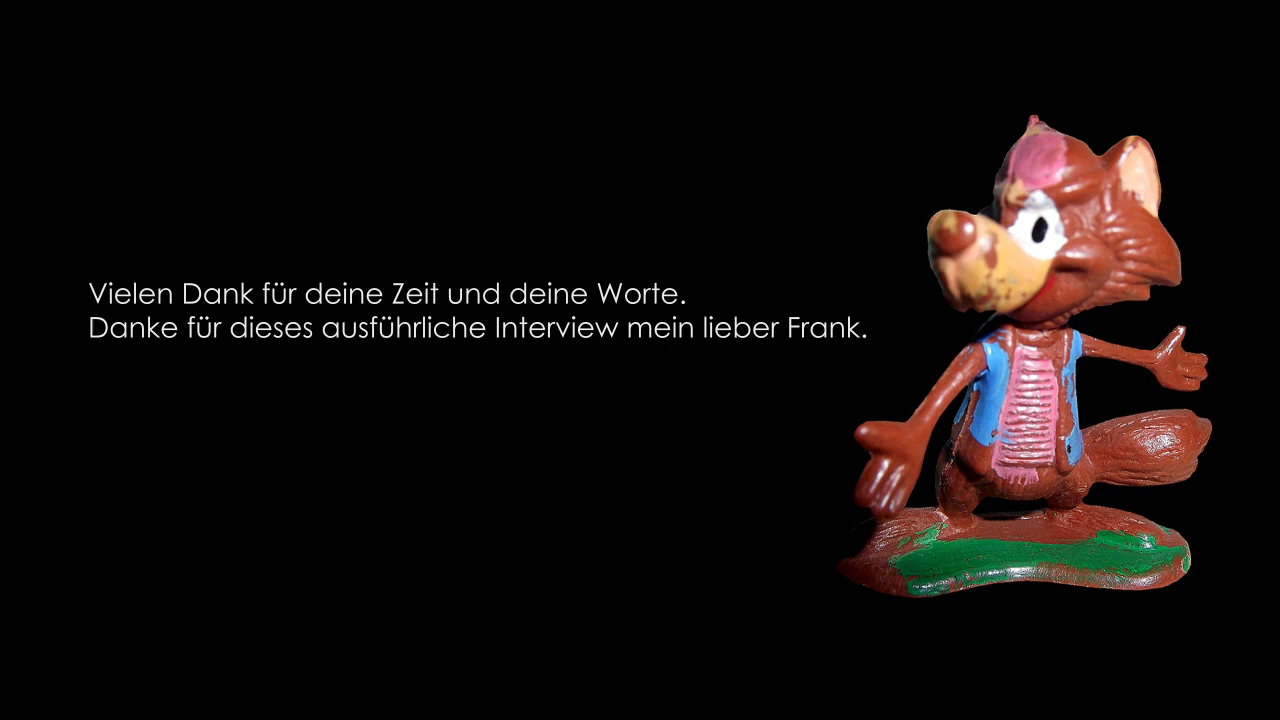 Vielen Dank für deine Zeit und deine Worte.
Danke für dieses ausführliche Interview mein lieber Frank.